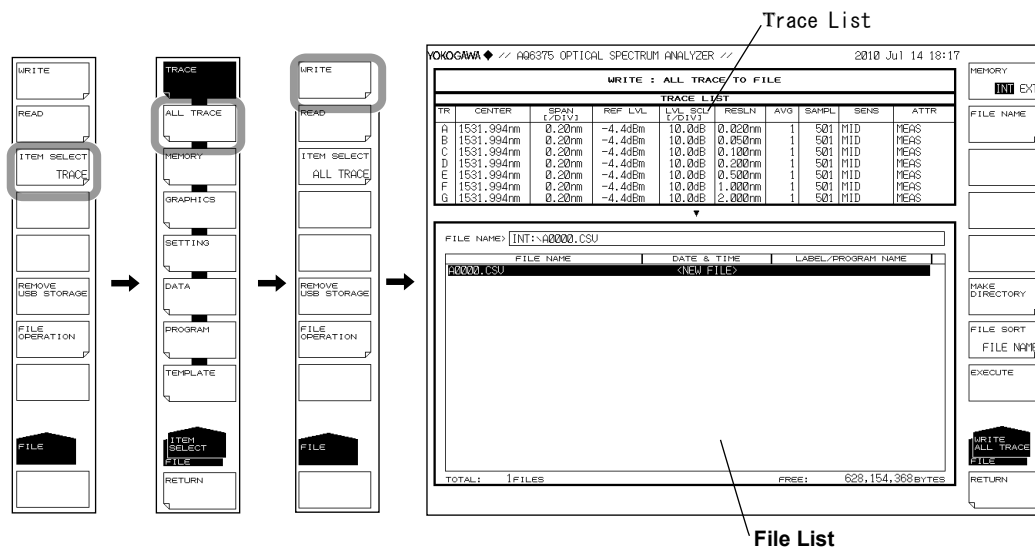 Trace List
WRITE
READ
ITEM SELECT
TRACE
REMOVE
USB STORAGE
FILE
OPERATION
FILE
TRACE
ALL TRACE
MEMORY
GRAPHICS
SETTING
DATA
PROGRAM
TEMPLATE
ITEM
SELECT
FILE
RETURN
WRITE
READ
ITEM SELECT
ALL TRACE
REMOVE
USB STORAGE
FILE
OPERATION
FILE
YOKOGAWA ◆ // AQ6375 OPTICAL SPECTRUM ANALYZER // 2010 Jul 14 18:17
WRITE : ALL TRACE TO FILE
TRACE LIST
TR CENTER SPAN [/DIV] REF LVL LVL SCL [/DIV] RESLN AVG SAMPL SENS ATTR
A 1531.994nm 0.20nm -4.4dBm 10.0dB 0.020nm 1 501 MID MEAS
B 1531.994nm 0.20nm -4.4dBm 10.0dB 0.050nm 1 501 MID MEAS
C 1531.994nm 0.20nm -4.4dBm 10.0dB 0.100nm 1 501 MID MEAS
D 1531.994nm 0.20nm -4.4dBm 10.0dB 0.200nm 1 501 MID MEAS
E 1531.994nm 0.20nm -4.4dBm 10.0dB 0.500nm 1 501 MID MEAS
F 1531.994nm 0.20nm -4.4dBm 10.0dB 1.000nm 1 501 MID MEAS
G 1531.994nm 0.20nm -4.4dBm 10.0dB 2.000nm 1 501 MID MEAS
FILE NAME> INT:\A0000.CSV
FILE NAME DATE & TIME LABEL/PROGRAM NAME
A0000.CSV <NEW FILE>
TOTAL: 1FILES FREE: 628,154,368 BYTES
MEMORY
INT EXT
FILE NAME
MAKE
DIRECTORY
FILE SORT
FILE NAME
EXECUTE
WRITE
ALL TRACE
FILE
RETURN
File List